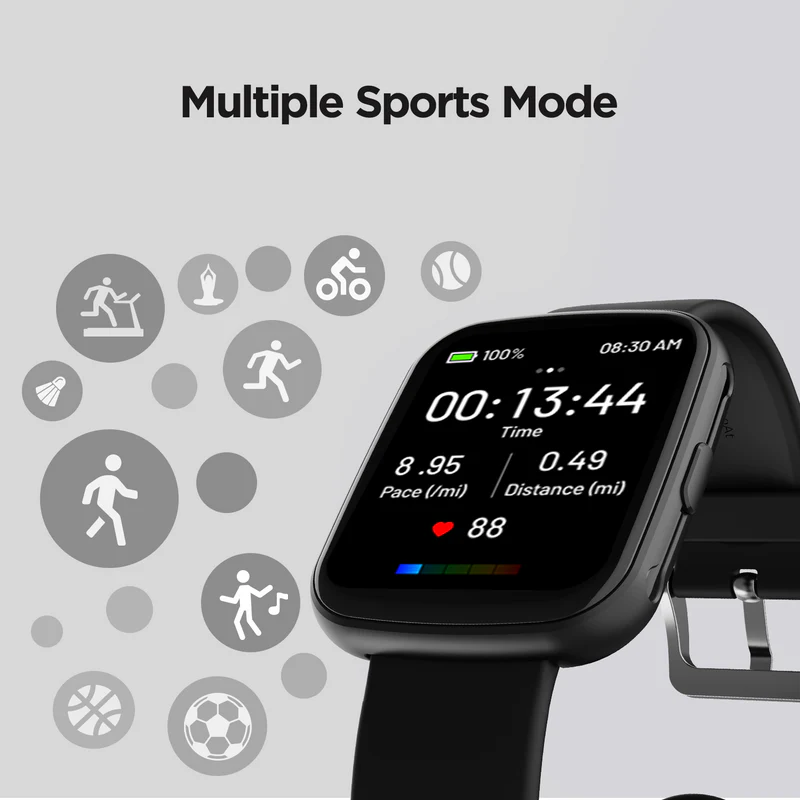 Multiple Sports Mode
100% 08:30 AM
00:13:44
Time
8.95 0.49
Pace (/mi) Distance (mi)
88